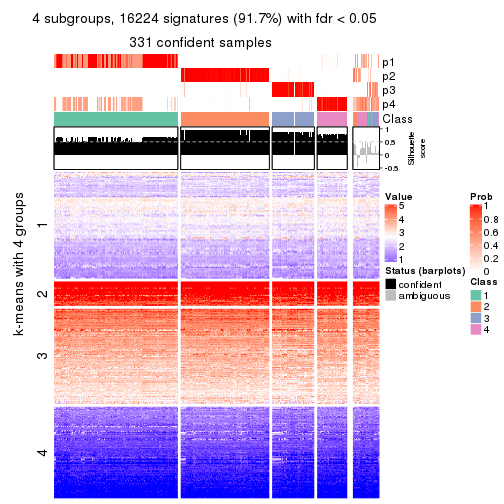 4 subgroups, 16224 signatures (91.7%) with fdr < 0.05
331 confident samples
p1
p2
p3
p4
Class
1
0.5
0
-0.5
Silhouette
score
k-means with 4 groups
1
2
3
4
Value
5
4
3
2
1
Status (barplots)
confident
ambiguous
Prob
1
0.8
0.6
0.4
0.2
0
Class
1
2
3
4